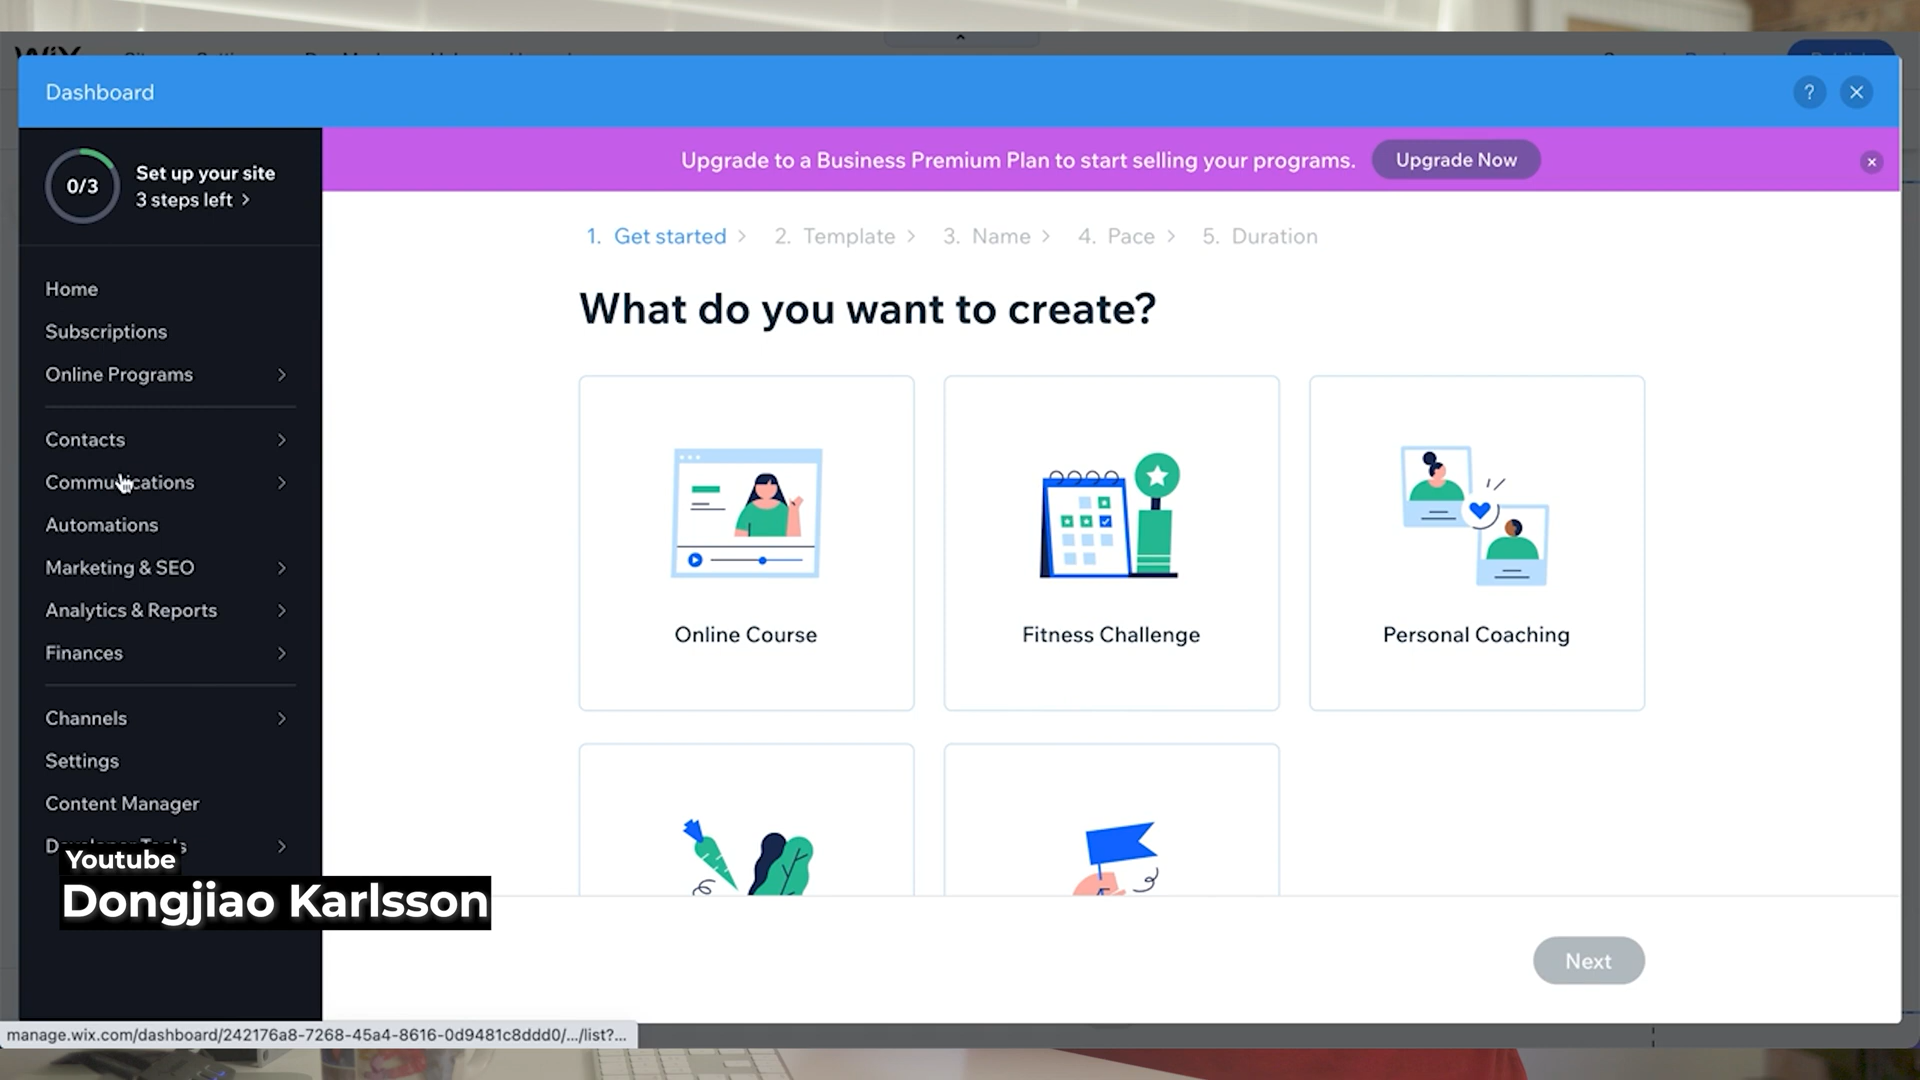 WiX
Dashboard
?
0/3
Set up your site
3 steps left
Upgrade to a Business Premium Plan to start selling your programs.
Upgrade Now
1. Get started > 2. Template > 3. Name > 4. Pace > 5. Duration
What do you want to create?
Home
Subscriptions
Online Programs
Contacts
Communications
Automations
Marketing & SEO
Analytics & Reports
Finances
Channels
Settings
Content Manager
Developer Tools
Online Course
Fitness Challenge
Personal Coaching
Youtube
Dongjiao Karlsson
Next
manage.wix.com/dashboard/242176a8-7268-45a4-8616-0d9481c8ddd0/.../list?...